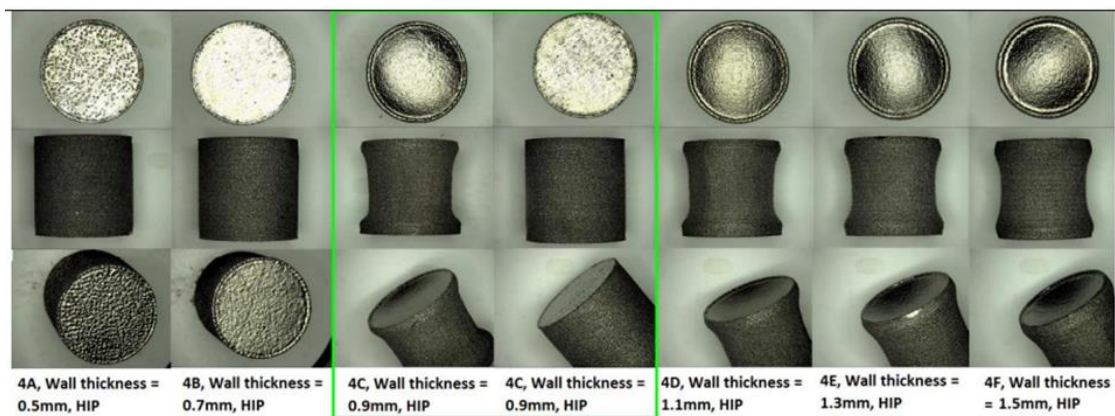 4A, Wall thickness =
0.5mm, HIP
4B, Wall thickness =
0.7mm, HIP
4C, Wall thickness =
0.9mm, HIP
4C, Wall thickness =
0.9mm, HIP
4D, Wall thickness =
1.1mm, HIP
4E, Wall thickness =
1.3mm, HIP
4F, Wall thickness
= 1.5mm, HIP